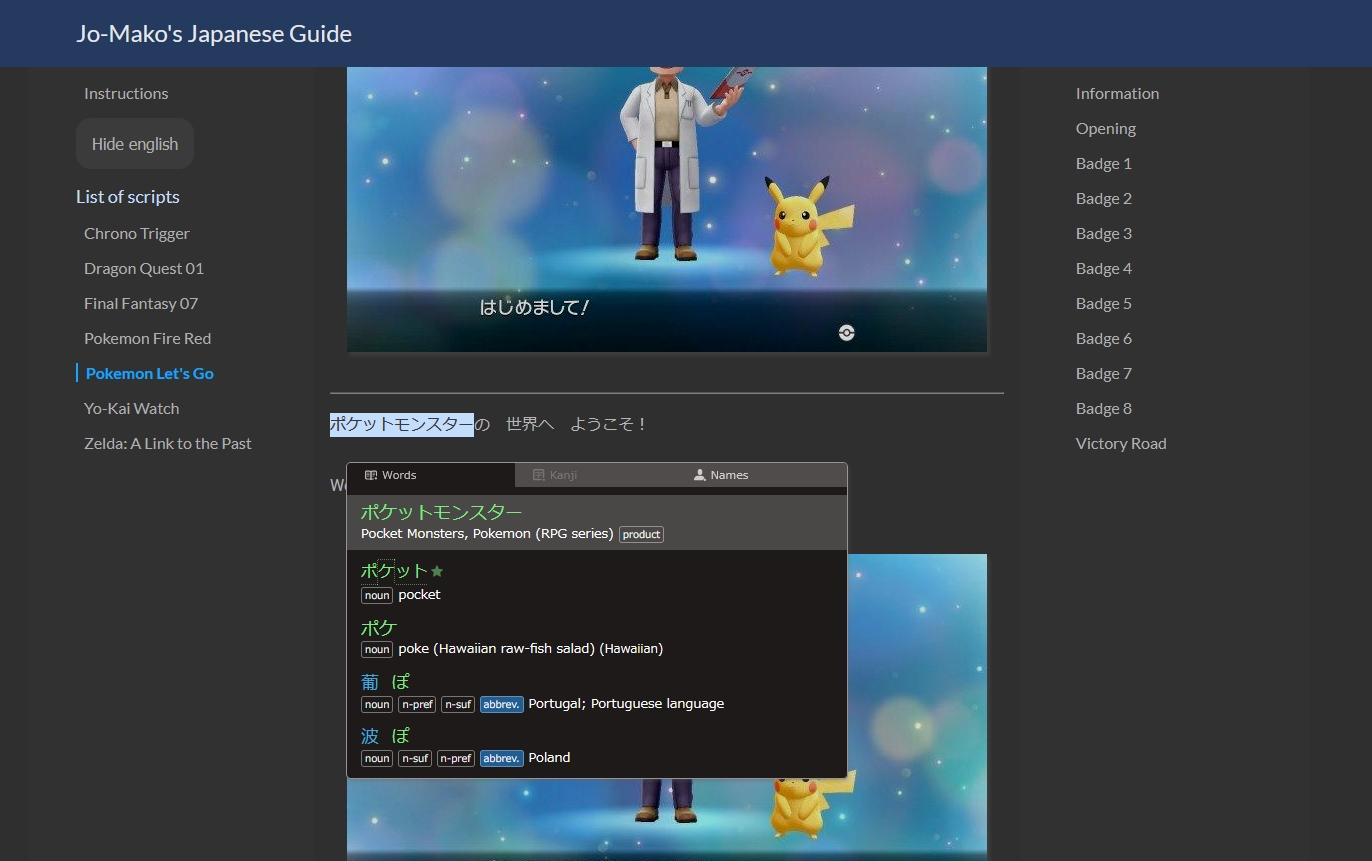 Jo-Mako's Japanese Guide
Instructions
Hide english
List of scripts
Chrono Trigger
Dragon Quest 01
Final Fantasy 07
Pokemon Fire Red
Pokemon Let's Go
Yo-Kai Watch
Zelda: A Link to the Past
はじめまして!
ポケットモンスターの　世界へ　ようこそ！
Words Kanji Names
ポケットモンスター
Pocket Monsters, Pokemon (RPG series) product
ポケット★
noun pocket
ポケ
noun poke (Hawaiian raw-fish salad) (Hawaiian)
葡 ぽ
noun n-pref n-suf abbrev. Portugal; Portuguese language
波 ぽ
noun n-suf n-pref abbrev. Poland
Information
Opening
Badge 1
Badge 2
Badge 3
Badge 4
Badge 5
Badge 6
Badge 7
Badge 8
Victory Road